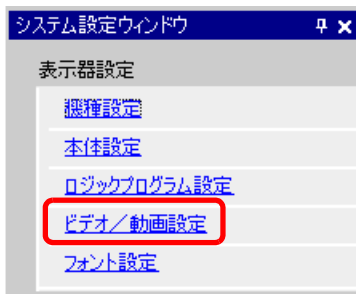 システム設定ウィンドウ
表示器設定
機種設定
本体設定
ロジックプログラム設定
ビデオ／動画設定
フォント設定